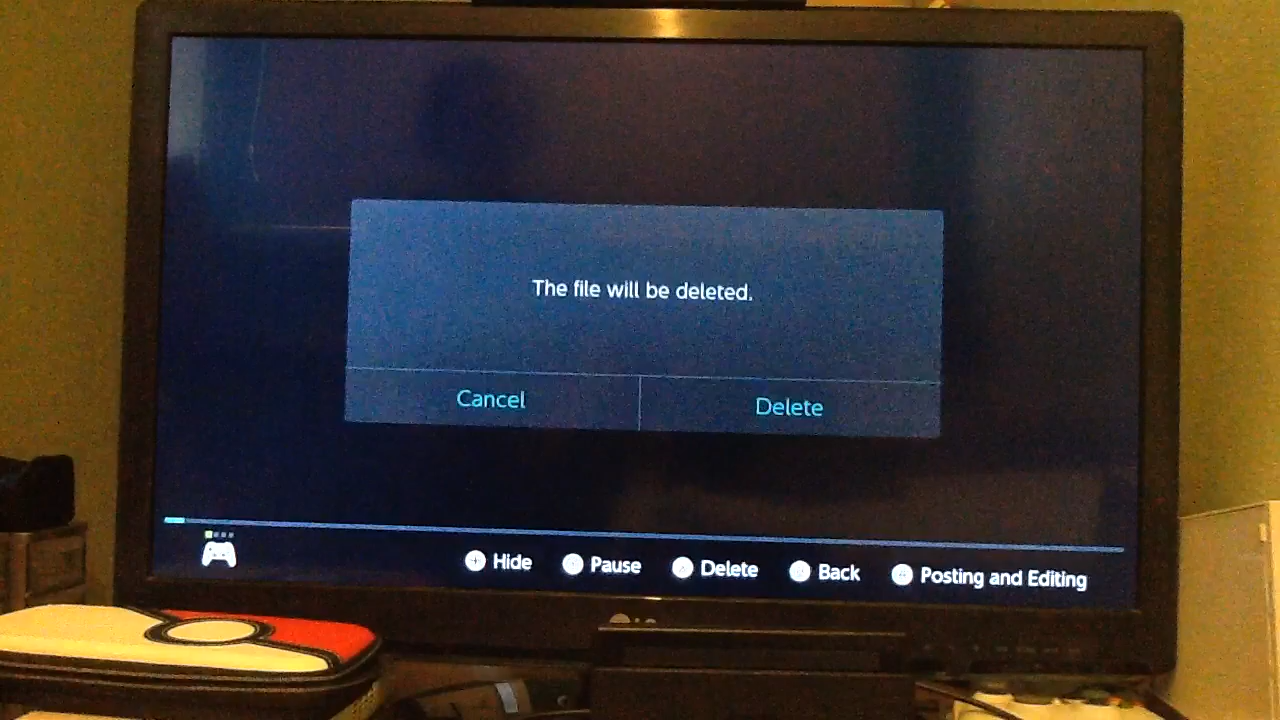 The file will be deleted.
Cancel
Delete
Hide
Pause
Delete
Back
Posting and Editing